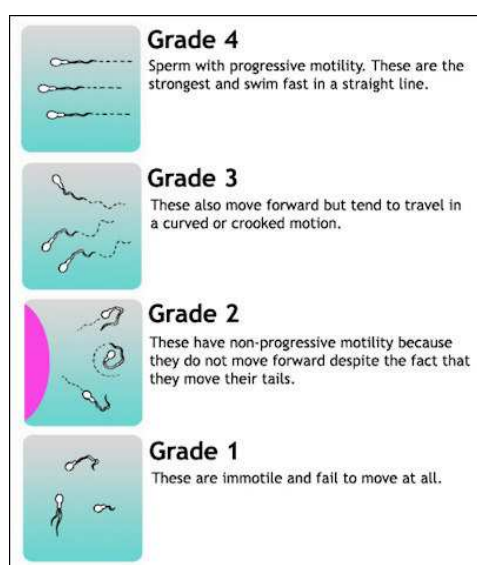 Grade 4
Sperm with progressive motility. These are the
strongest and swim fast in a straight line.
Grade 3
These also move forward but tend to travel in
a curved or crooked motion.
Grade 2
These have non-progressive motility because
they do not move forward despite the fact that
they move their tails.
Grade 1
These are immotile and fail to move at all.